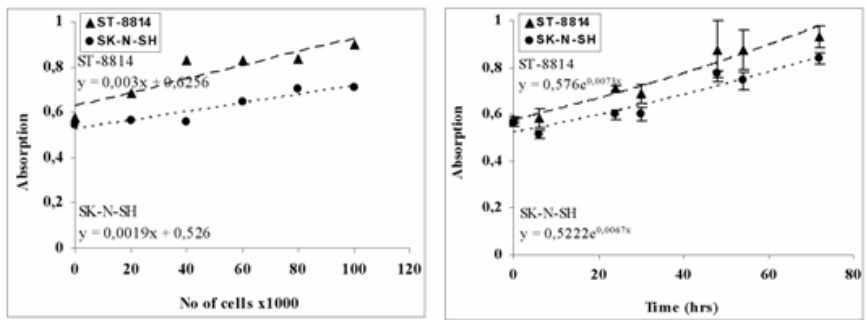 ST-8814
SK-N-SH
ST-8814
y = 0,003x + 0,6256
SK-N-SH
y = 0,0019x + 0,526
Absorption
1
0,8
0,6
0,4
0,2
0
0
20
40
60
80
100
120
No of cells x1000
ST-8814
SK-N-SH
ST-8814
y = 0,576e0,0073x
SK-N-SH
y = 0,5222e0,0067x
Absorption
1
0,8
0,6
0,4
0,2
0
0
20
40
60
80
Time (hrs)